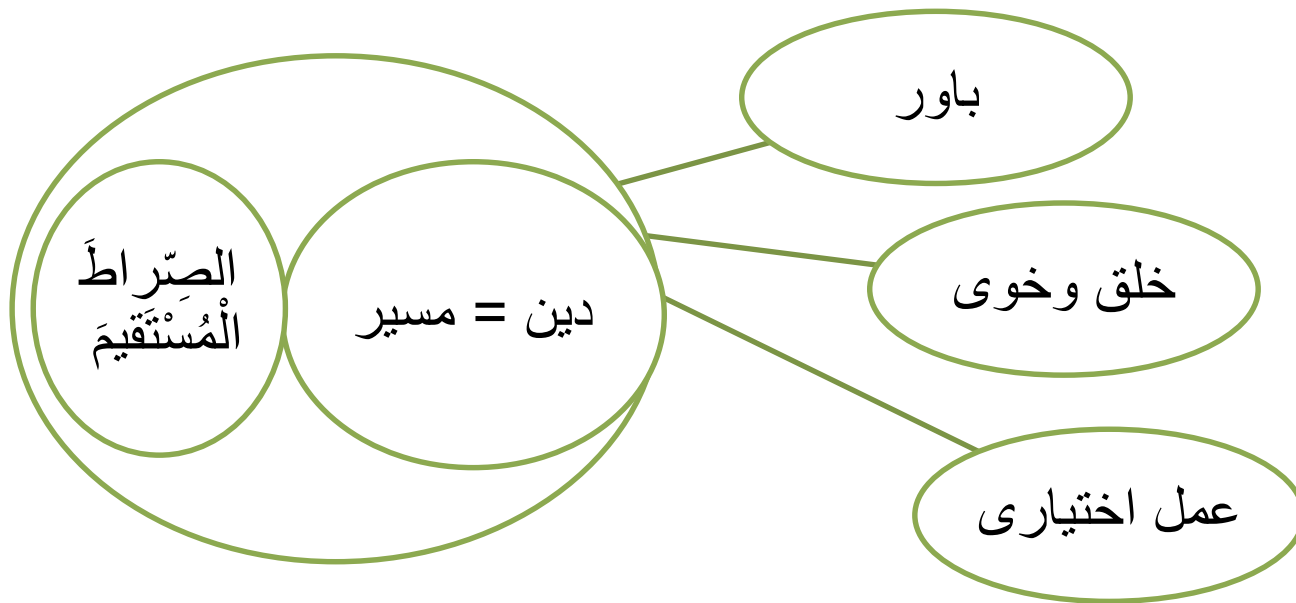 باور
خلق وخوی
عمل اختیاری
دین = مسیر
الصِّراطَ
الْمُسْتَقيمَ